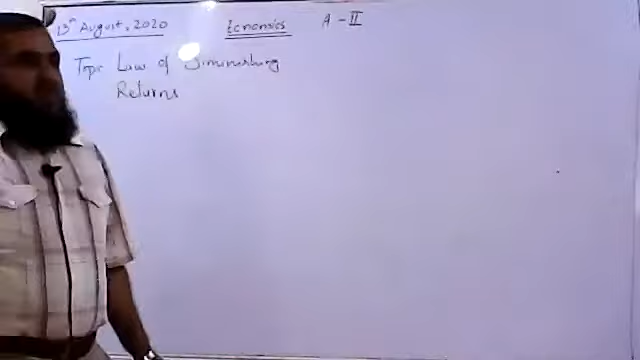 13th August, 2020 Economics A - II
Topic Law of Diminishing
Returns